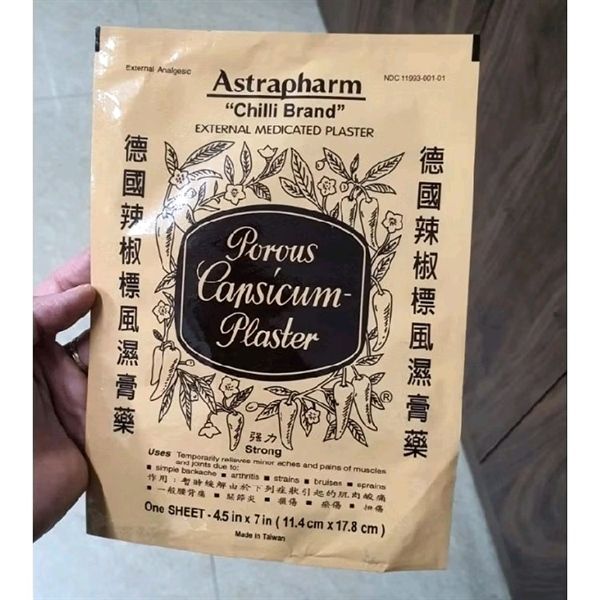 External Analgesic
NDC 11993-001-01
Astrapharm
"Chilli Brand"
EXTERNAL MEDICATED PLASTER
德國辣椒標風濕膏藥
德國辣椒標風濕膏藥
Porous
Capsicum-
Plaster
®
强力
Strong
Uses Temporarily relieves minor aches and pains of muscles
and joints due to:
▪ simple backache ▪ arthritis ▪ strains ▪ bruises ▪ sprains
作用：暫時緩解由於下列症狀引起的肌肉酸痛
▪ 一般腰背痛 ▪ 關節炎 ▪ 損傷 ▪ 瘀傷 ▪ 扭傷
One SHEET - 4.5 in x 7 in ( 11.4 cm x 17.8 cm )
Made in Taiwan